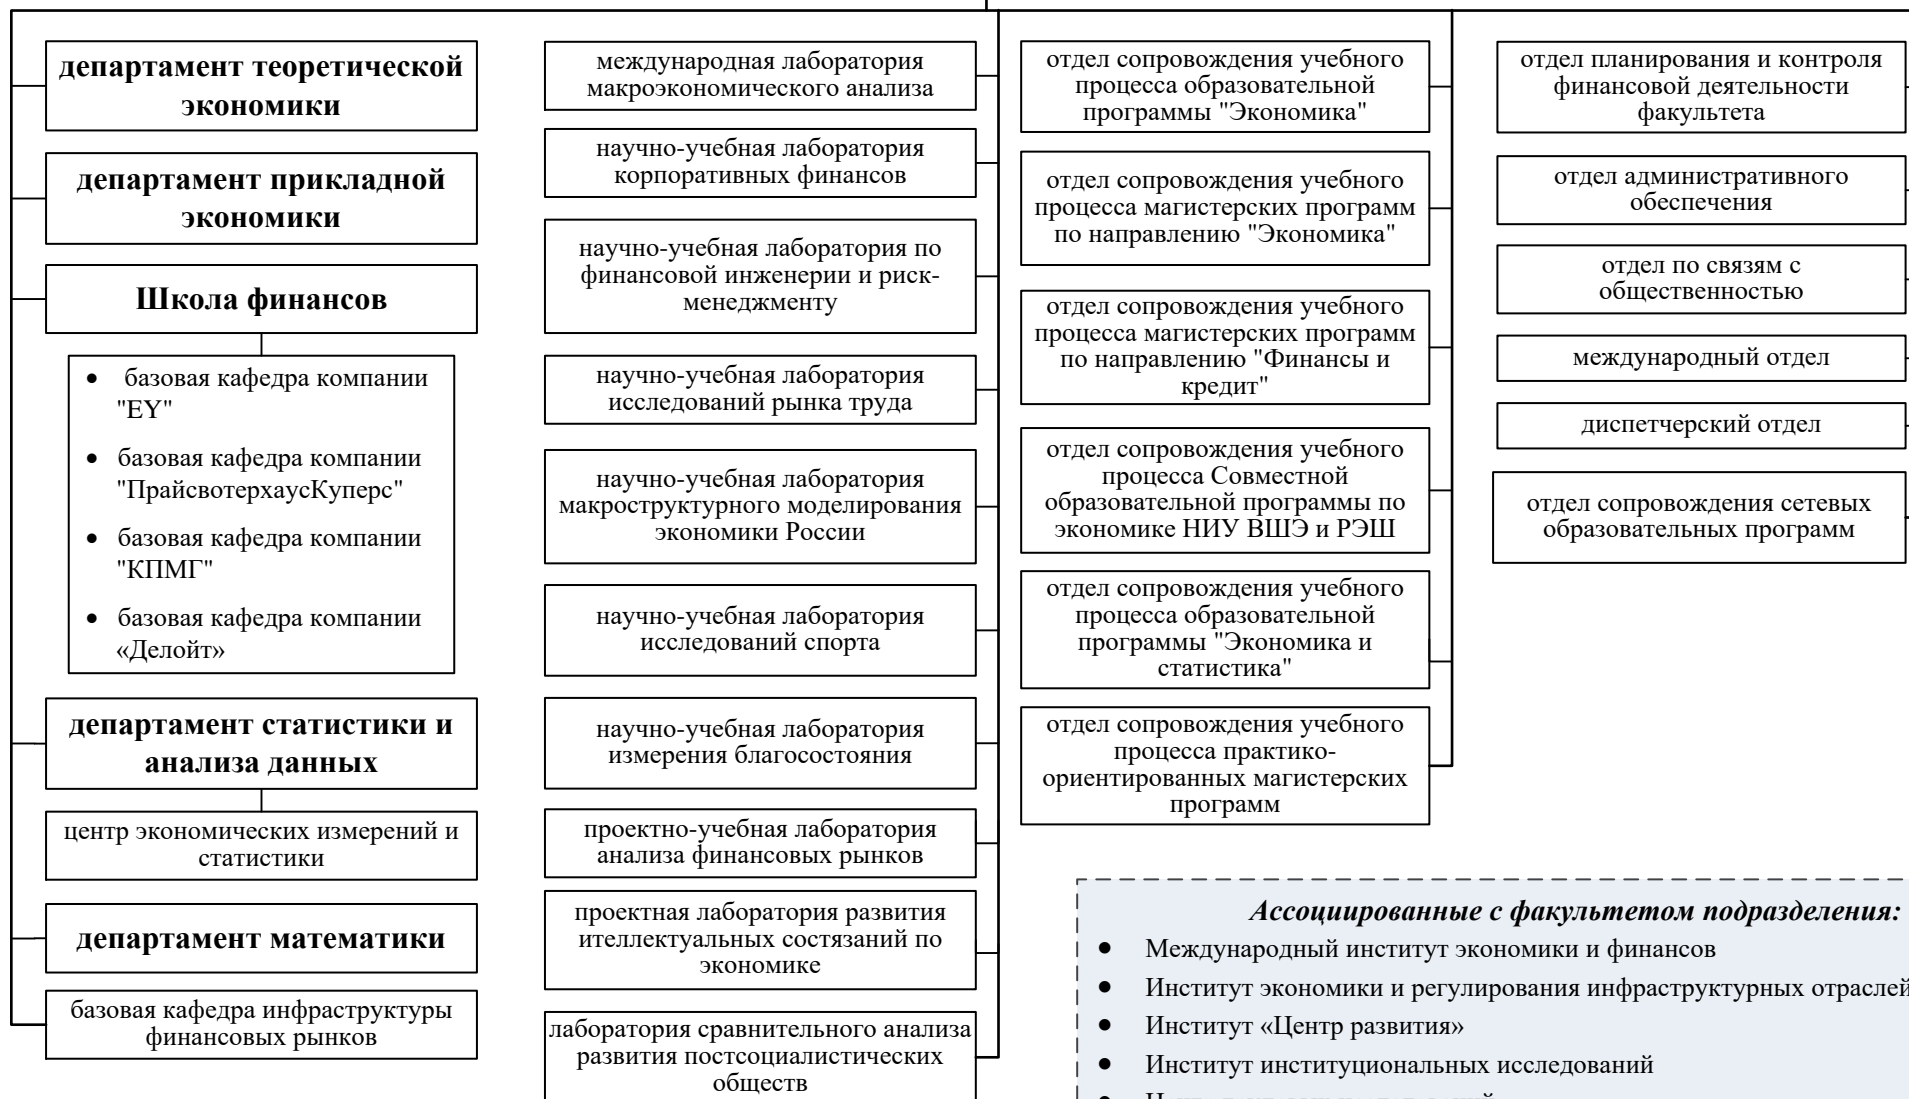 департамент теоретической
экономики
департамент прикладной
экономики
Школа финансов
• базовая кафедра компании
"EY"
• базовая кафедра компании
"ПрайсвотерхаусКуперс"
• базовая кафедра компании
"КПМГ"
• базовая кафедра компании
«Делойт»
департамент статистики и
анализа данных
центр экономических измерений и
статистики
департамент математики
базовая кафедра инфраструктуры
финансовых рынков
международная лаборатория
макроэкономического анализа
научно-учебная лаборатория
корпоративных финансов
научно-учебная лаборатория по
финансовой инженерии и риск-
менеджменту
научно-учебная лаборатория
исследований рынка труда
научно-учебная лаборатория
макроструктурного моделирования
экономики России
научно-учебная лаборатория
исследований спорта
научно-учебная лаборатория
измерения благосостояния
проектно-учебная лаборатория
анализа финансовых рынков
проектная лаборатория развития
ителлектуальных состязаний по
экономике
лаборатория сравнительного анализа
развития постсоциалистических
обществ
отдел сопровождения учебного
процесса образовательной
программы "Экономика"
отдел сопровождения учебного
процесса магистерских программ
по направлению "Экономика"
отдел сопровождения учебного
процесса магистерских программ
по направлению "Финансы и
кредит"
отдел сопровождения учебного
процесса Совместной
образовательной программы по
экономике НИУ ВШЭ и РЭШ
отдел сопровождения учебного
процесса образовательной
программы "Экономика и
статистика"
отдел сопровождения учебного
процесса практико-
ориентированных магистерских
программ
отдел планирования и контроля
финансовой деятельности
факультета
отдел административного
обеспечения
отдел по связям с
общественностью
международный отдел
диспетчерский отдел
отдел сопровождения сетевых
образовательных программ
Ассоциированные с факультетом подразделения:
• Международный институт экономики и финансов
• Институт экономики и регулирования инфраструктурных отраслей
• Институт «Центр развития»
• Институт институциональных исследований